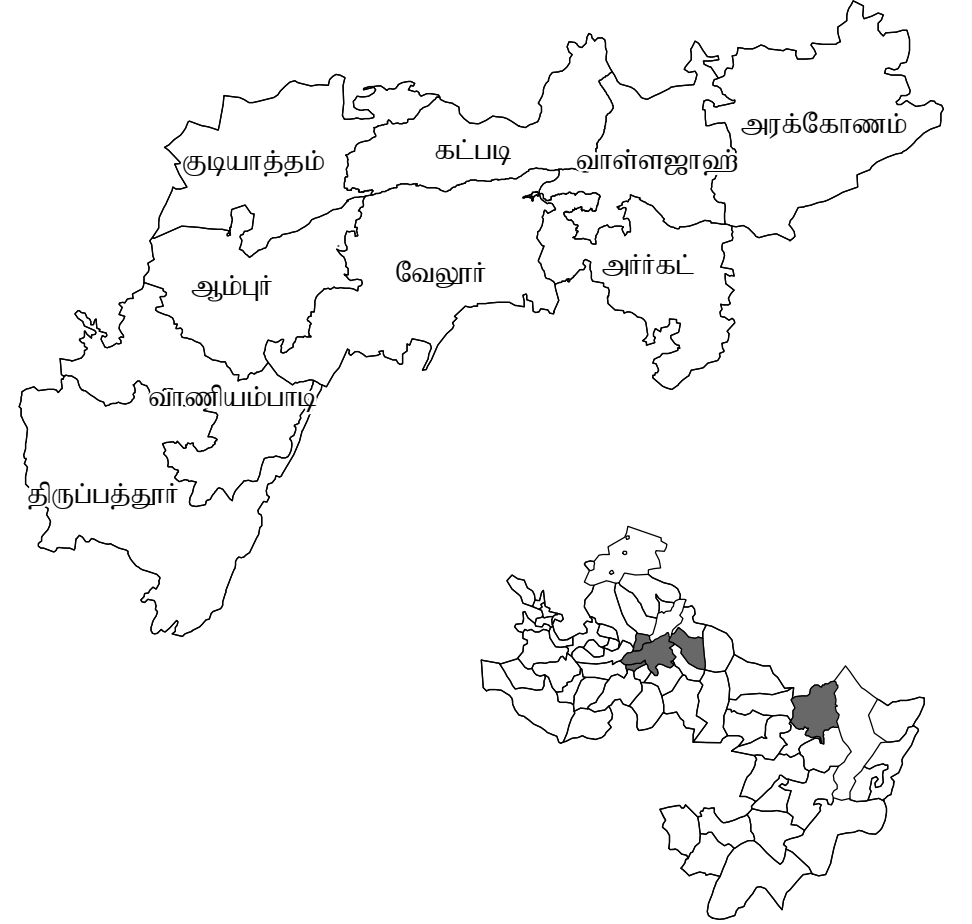 அரக்கோணம்
குடியாத்தம்
கட்படி
வாள்ளஜாஹ்
ஆம்புர்
வேலூர்
அர்ர்கட்
வாணியம்பாடி
திருப்பத்தூர்